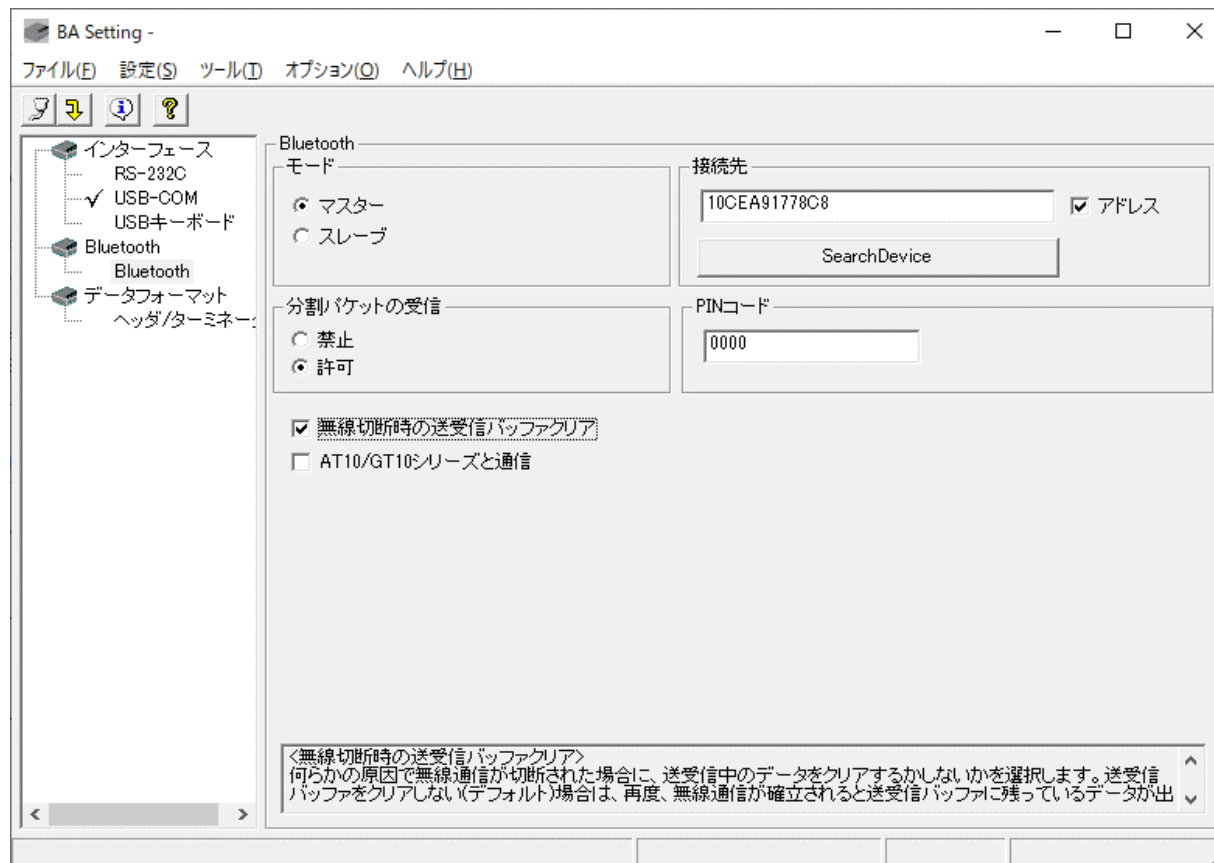 BA Setting -
ファイル(F) 設定(S) ツール(T) オプション(O) ヘルプ(H)
インターフェース
RS-232C
USB-COM
USBキーボード
Bluetooth
Bluetooth
データフォーマット
ヘッダ/ターミネー
Bluetooth
モード
マスター
スレーブ
接続先
10CEA91778C8
アドレス
SearchDevice
分割パケットの受信
禁止
許可
PINコード
0000
無線切断時の送受信バッファクリア
AT10/GT10シリーズと通信
<無線切断時の送受信バッファクリア>
何らかの原因で無線通信が切断された場合に、送受信中のデータをクリアするかしないかを選択します。送受信
バッファをクリアしない(デフォルト)場合は、再度、無線通信が確立されると送受信バッファに残っているデータが出